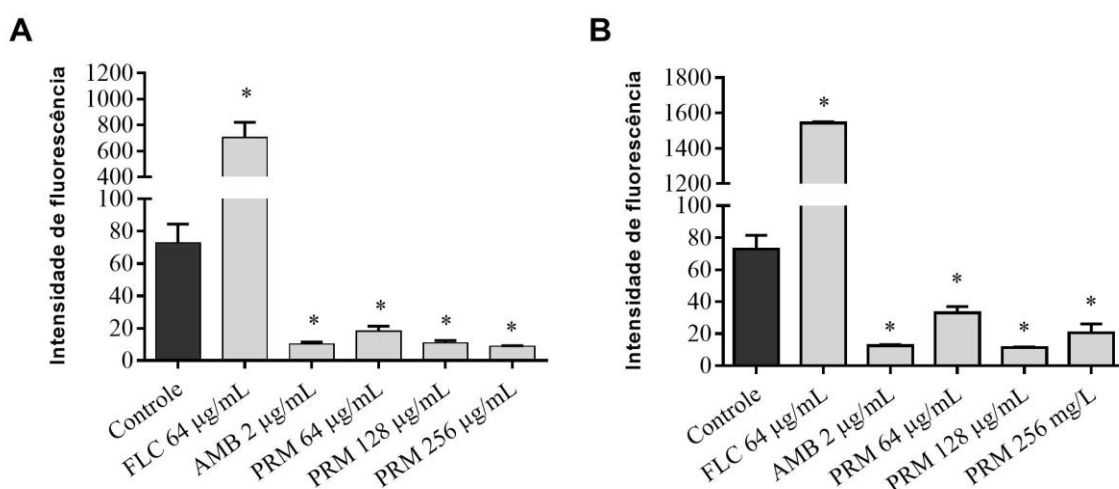 A
Intensidade de fluorescência
1200
1000
800
600
400
100
80
60
40
20
0
*
*
*
*
*
Controle
FLC 64 µg/mL
AMB 2 µg/mL
PRM 64 µg/mL
PRM 128 µg/mL
PRM 256 µg/mL
B
Intensidade de fluorescência
1800
1600
1400
1200
100
80
60
40
20
0
*
*
*
*
*
Controle
FLC 64 µg/mL
AMB 2 µg/mL
PRM 64 µg/mL
PRM 128 µg/mL
PRM 256 mg/L